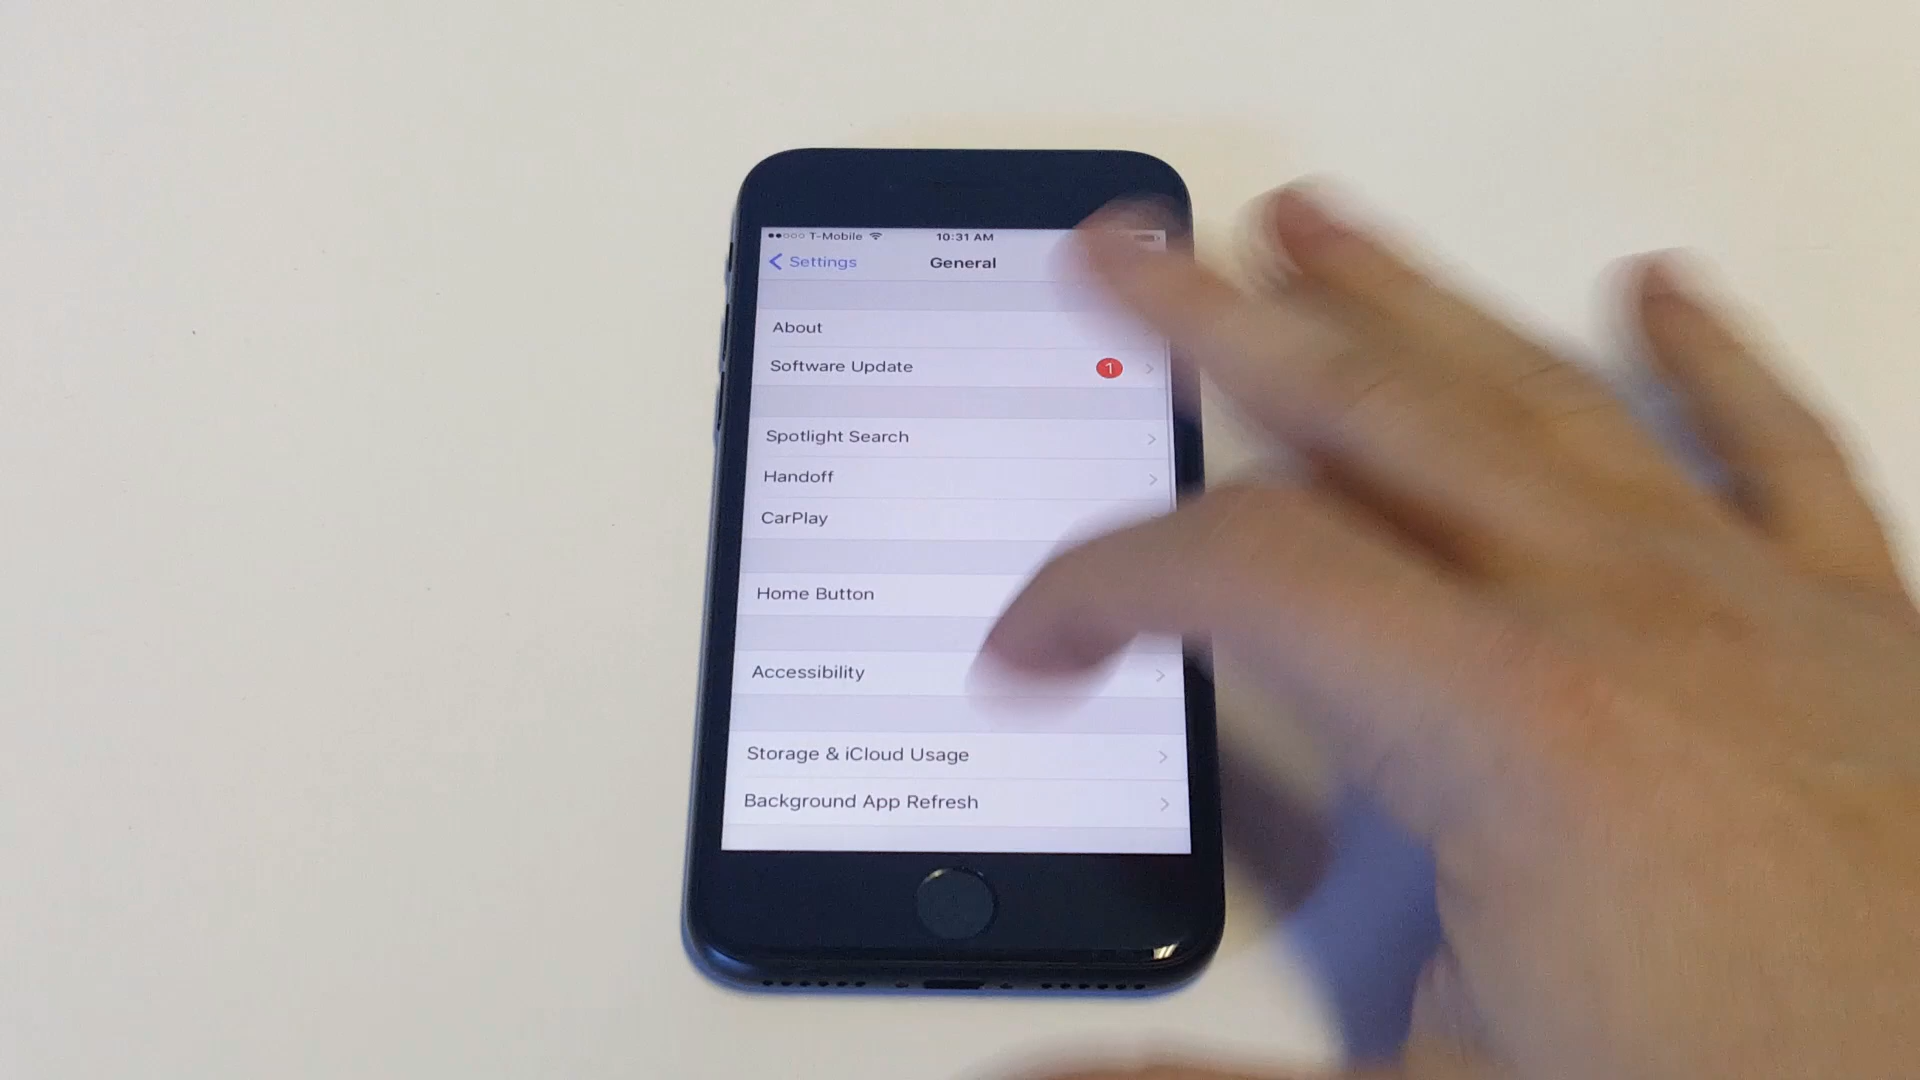 T-Mobile 10:31 AM
Settings General
About
Software Update 1
Spotlight Search
Handoff
CarPlay
Home Button
Accessibility
Storage & iCloud Usage
Background App Refresh